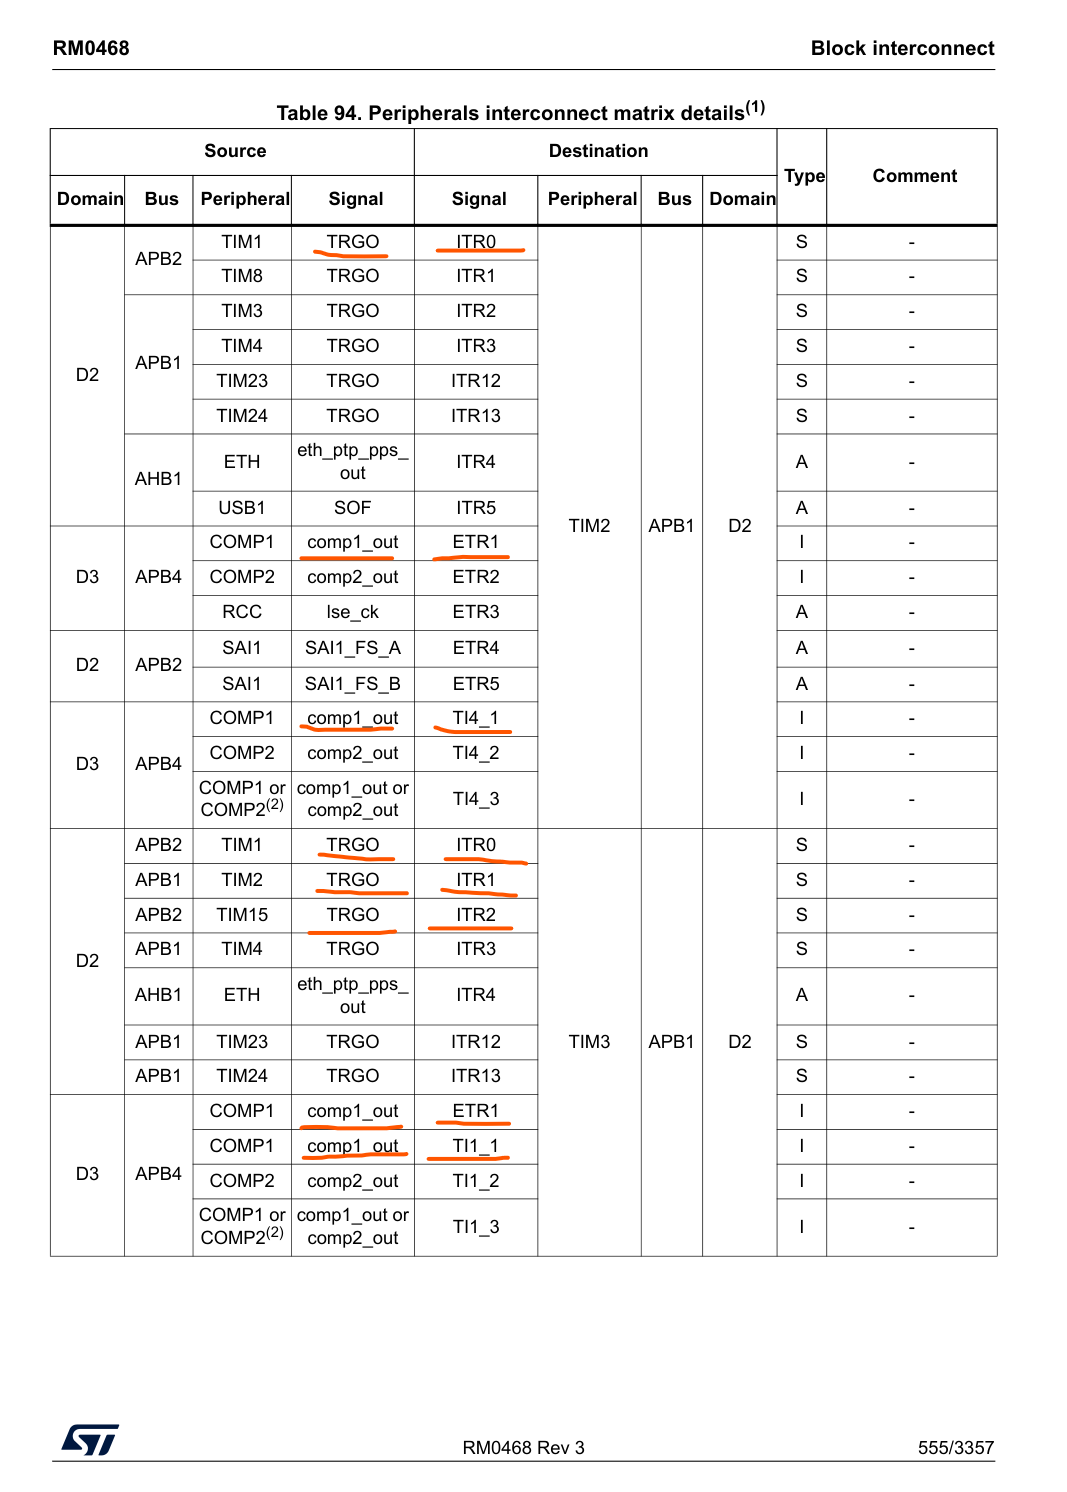 RM0468 Block interconnect
Table 94. Peripherals interconnect matrix details(1)
Source Destination Type Comment
Domain Bus Peripheral Signal Signal Peripheral Bus Domain
D2 APB2 TIM1 TRGO ITR0 TIM2 APB1 D2 S -
TIM8 TRGO ITR1 S -
APB1 TIM3 TRGO ITR2 S -
TIM4 TRGO ITR3 S -
TIM23 TRGO ITR12 S -
TIM24 TRGO ITR13 S -
AHB1 ETH eth_ptp_pps_
out ITR4 A -
USB1 SOF ITR5 A -
D3 APB4 COMP1 comp1_out ETR1 I -
COMP2 comp2_out ETR2 I -
RCC lse_ck ETR3 A -
D2 APB2 SAI1 SAI1_FS_A ETR4 A -
SAI1 SAI1_FS_B ETR5 A -
D3 APB4 COMP1 comp1_out TI4_1 I -
COMP2 comp2_out TI4_2 I -
COMP1 or comp1_out or
COMP2(2) comp2_out TI4_3 I -
D2 APB2 TIM1 TRGO ITR0 TIM3 APB1 D2 S -
APB1 TIM2 TRGO ITR1 S -
APB2 TIM15 TRGO ITR2 S -
APB1 TIM4 TRGO ITR3 S -
AHB1 ETH eth_ptp_pps_
out ITR4 A -
APB1 TIM23 TRGO ITR12 S -
APB1 TIM24 TRGO ITR13 S -
D3 APB4 COMP1 comp1_out ETR1 I -
COMP1 comp1_out TI1_1 I -
COMP2 comp2_out TI1_2 I -
COMP1 or comp1_out or
COMP2(2) comp2_out TI1_3 I -
ST RM0468 Rev 3 555/3357